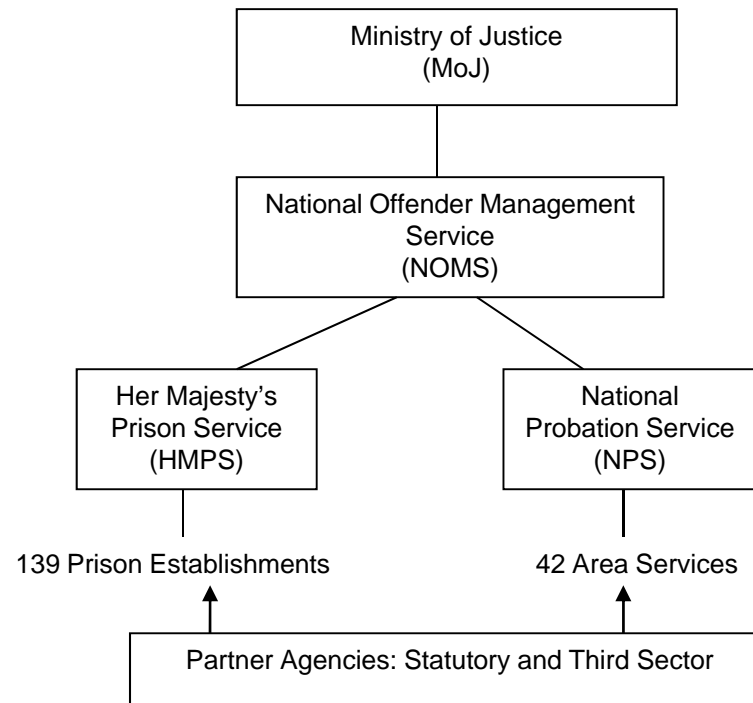 Ministry of Justice
(MoJ)
National Offender Management
Service
(NOMS)
Her Majesty’s
Prison Service
(HMPS)
National
Probation Service
(NPS)
139 Prison Establishments
42 Area Services
Partner Agencies: Statutory and Third Sector